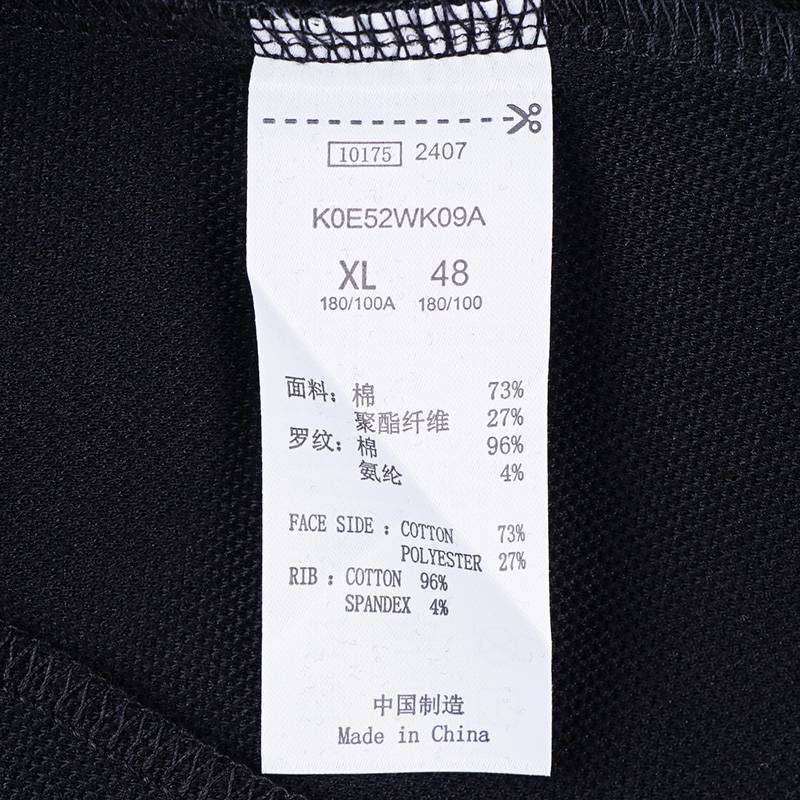 10175 2407
K0E52WK09A
XL 48
180/100A 180/100
面料: 棉 73%
聚酯纤维 27%
罗纹: 棉 96%
氨纶 4%
FACE SIDE : COTTON 73%
POLYESTER 27%
RIB : COTTON 96%
SPANDEX 4%
中国制造
Made in China